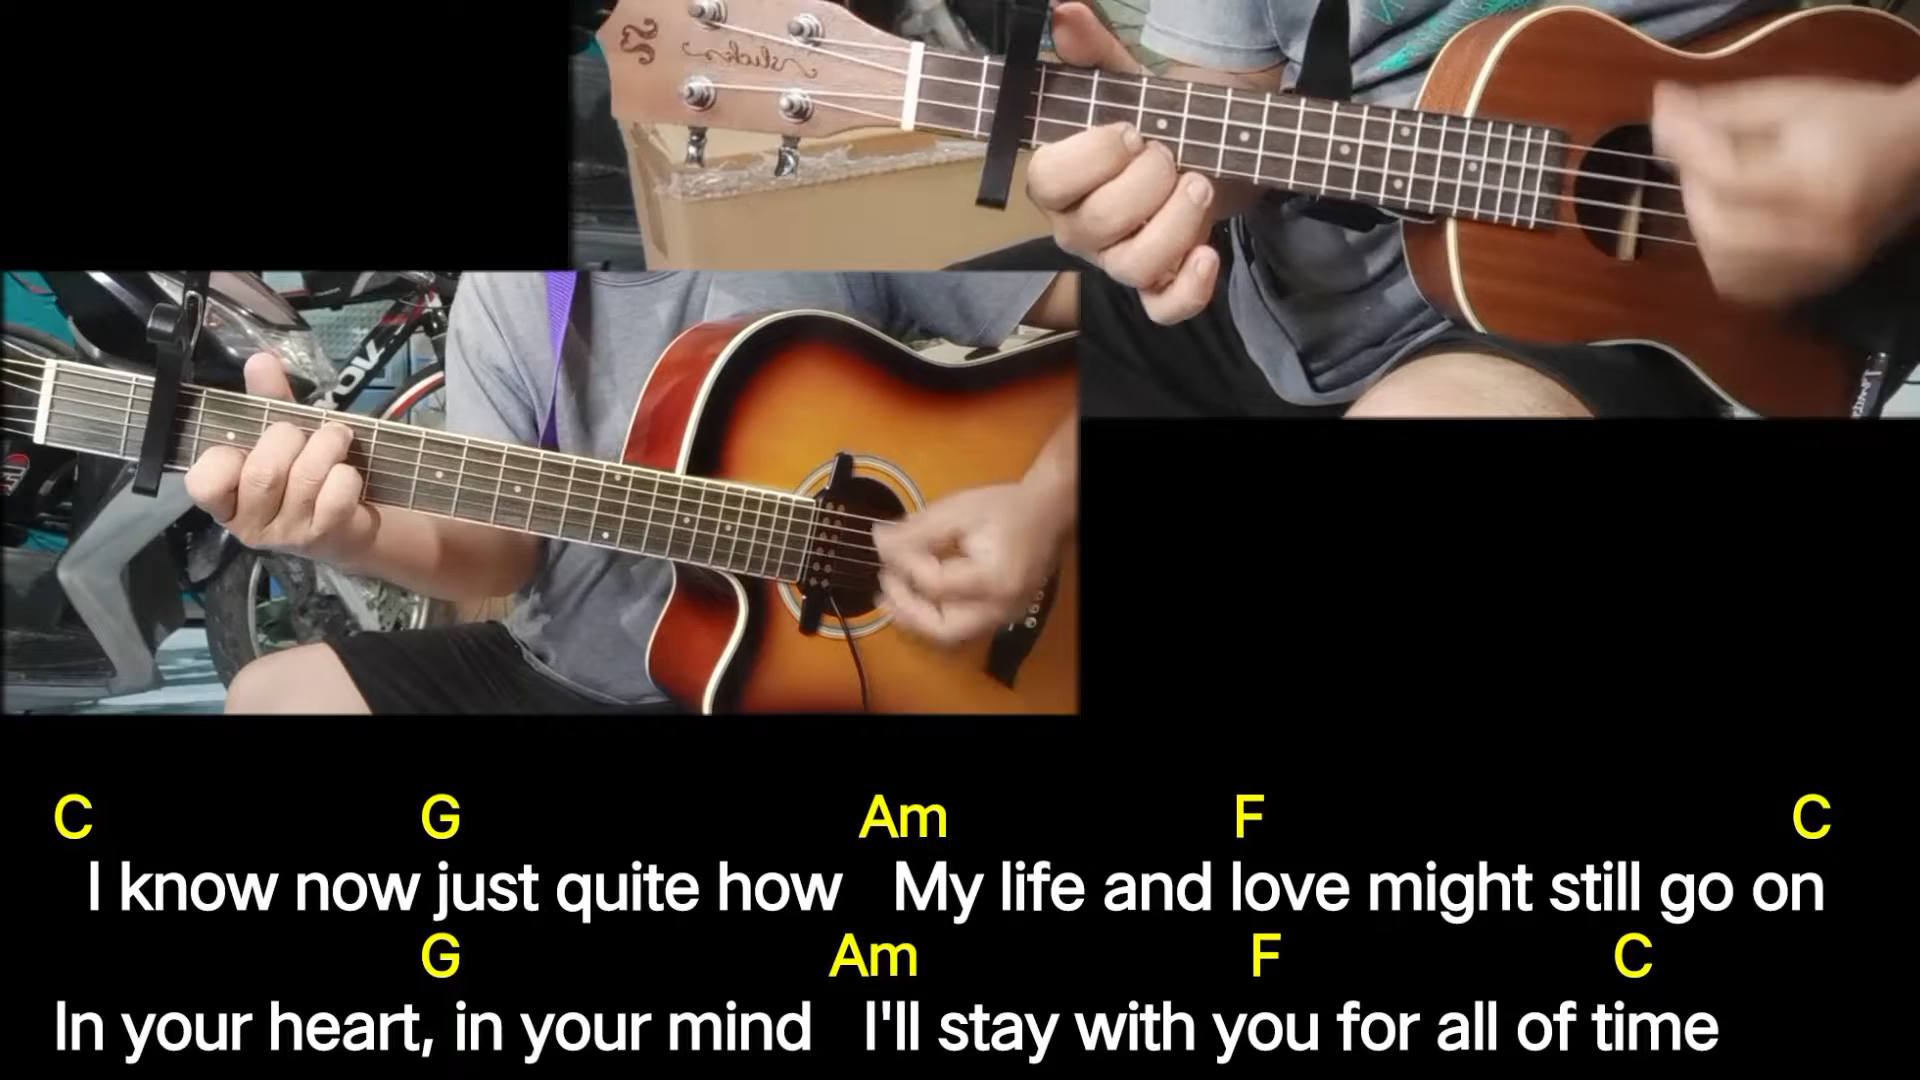 C G Am F C
I know now just quite how My life and love might still go on
G Am F C
In your heart, in your mind I'll stay with you for all of time